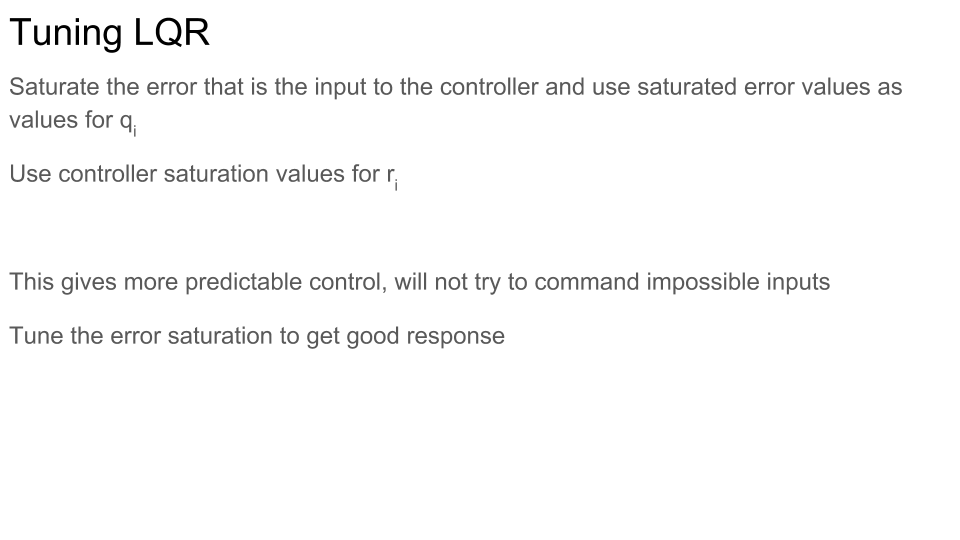 Tuning LQR
Saturate the error that is the input to the controller and use saturated error values as
values for qᵢ
Use controller saturation values for rᵢ
This gives more predictable control, will not try to command impossible inputs
Tune the error saturation to get good response